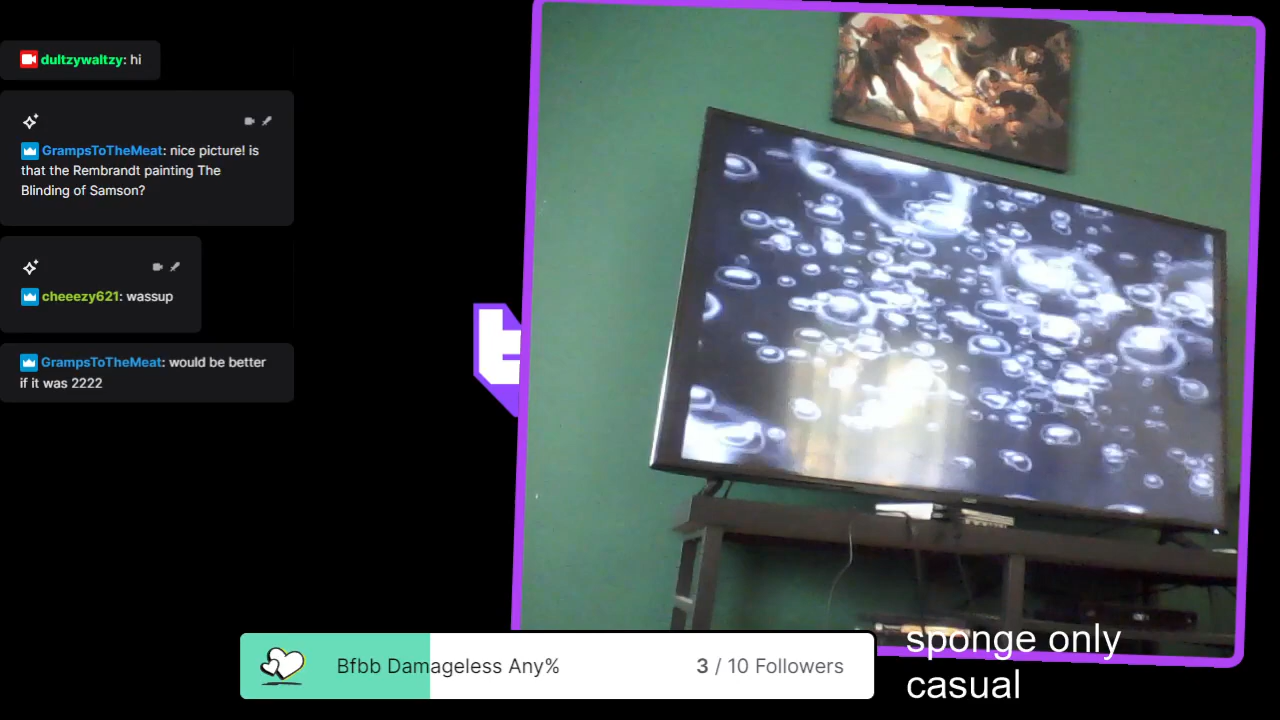 dultzywaltzy: hi
GrampsToTheMeat: nice picture! is
that the Rembrandt painting The
Blinding of Samson?
cheeezy621: wassup
GrampsToTheMeat: would be better
if it was 2222
Bfbb Damageless Any% 3 / 10 Followers
sponge only
casual